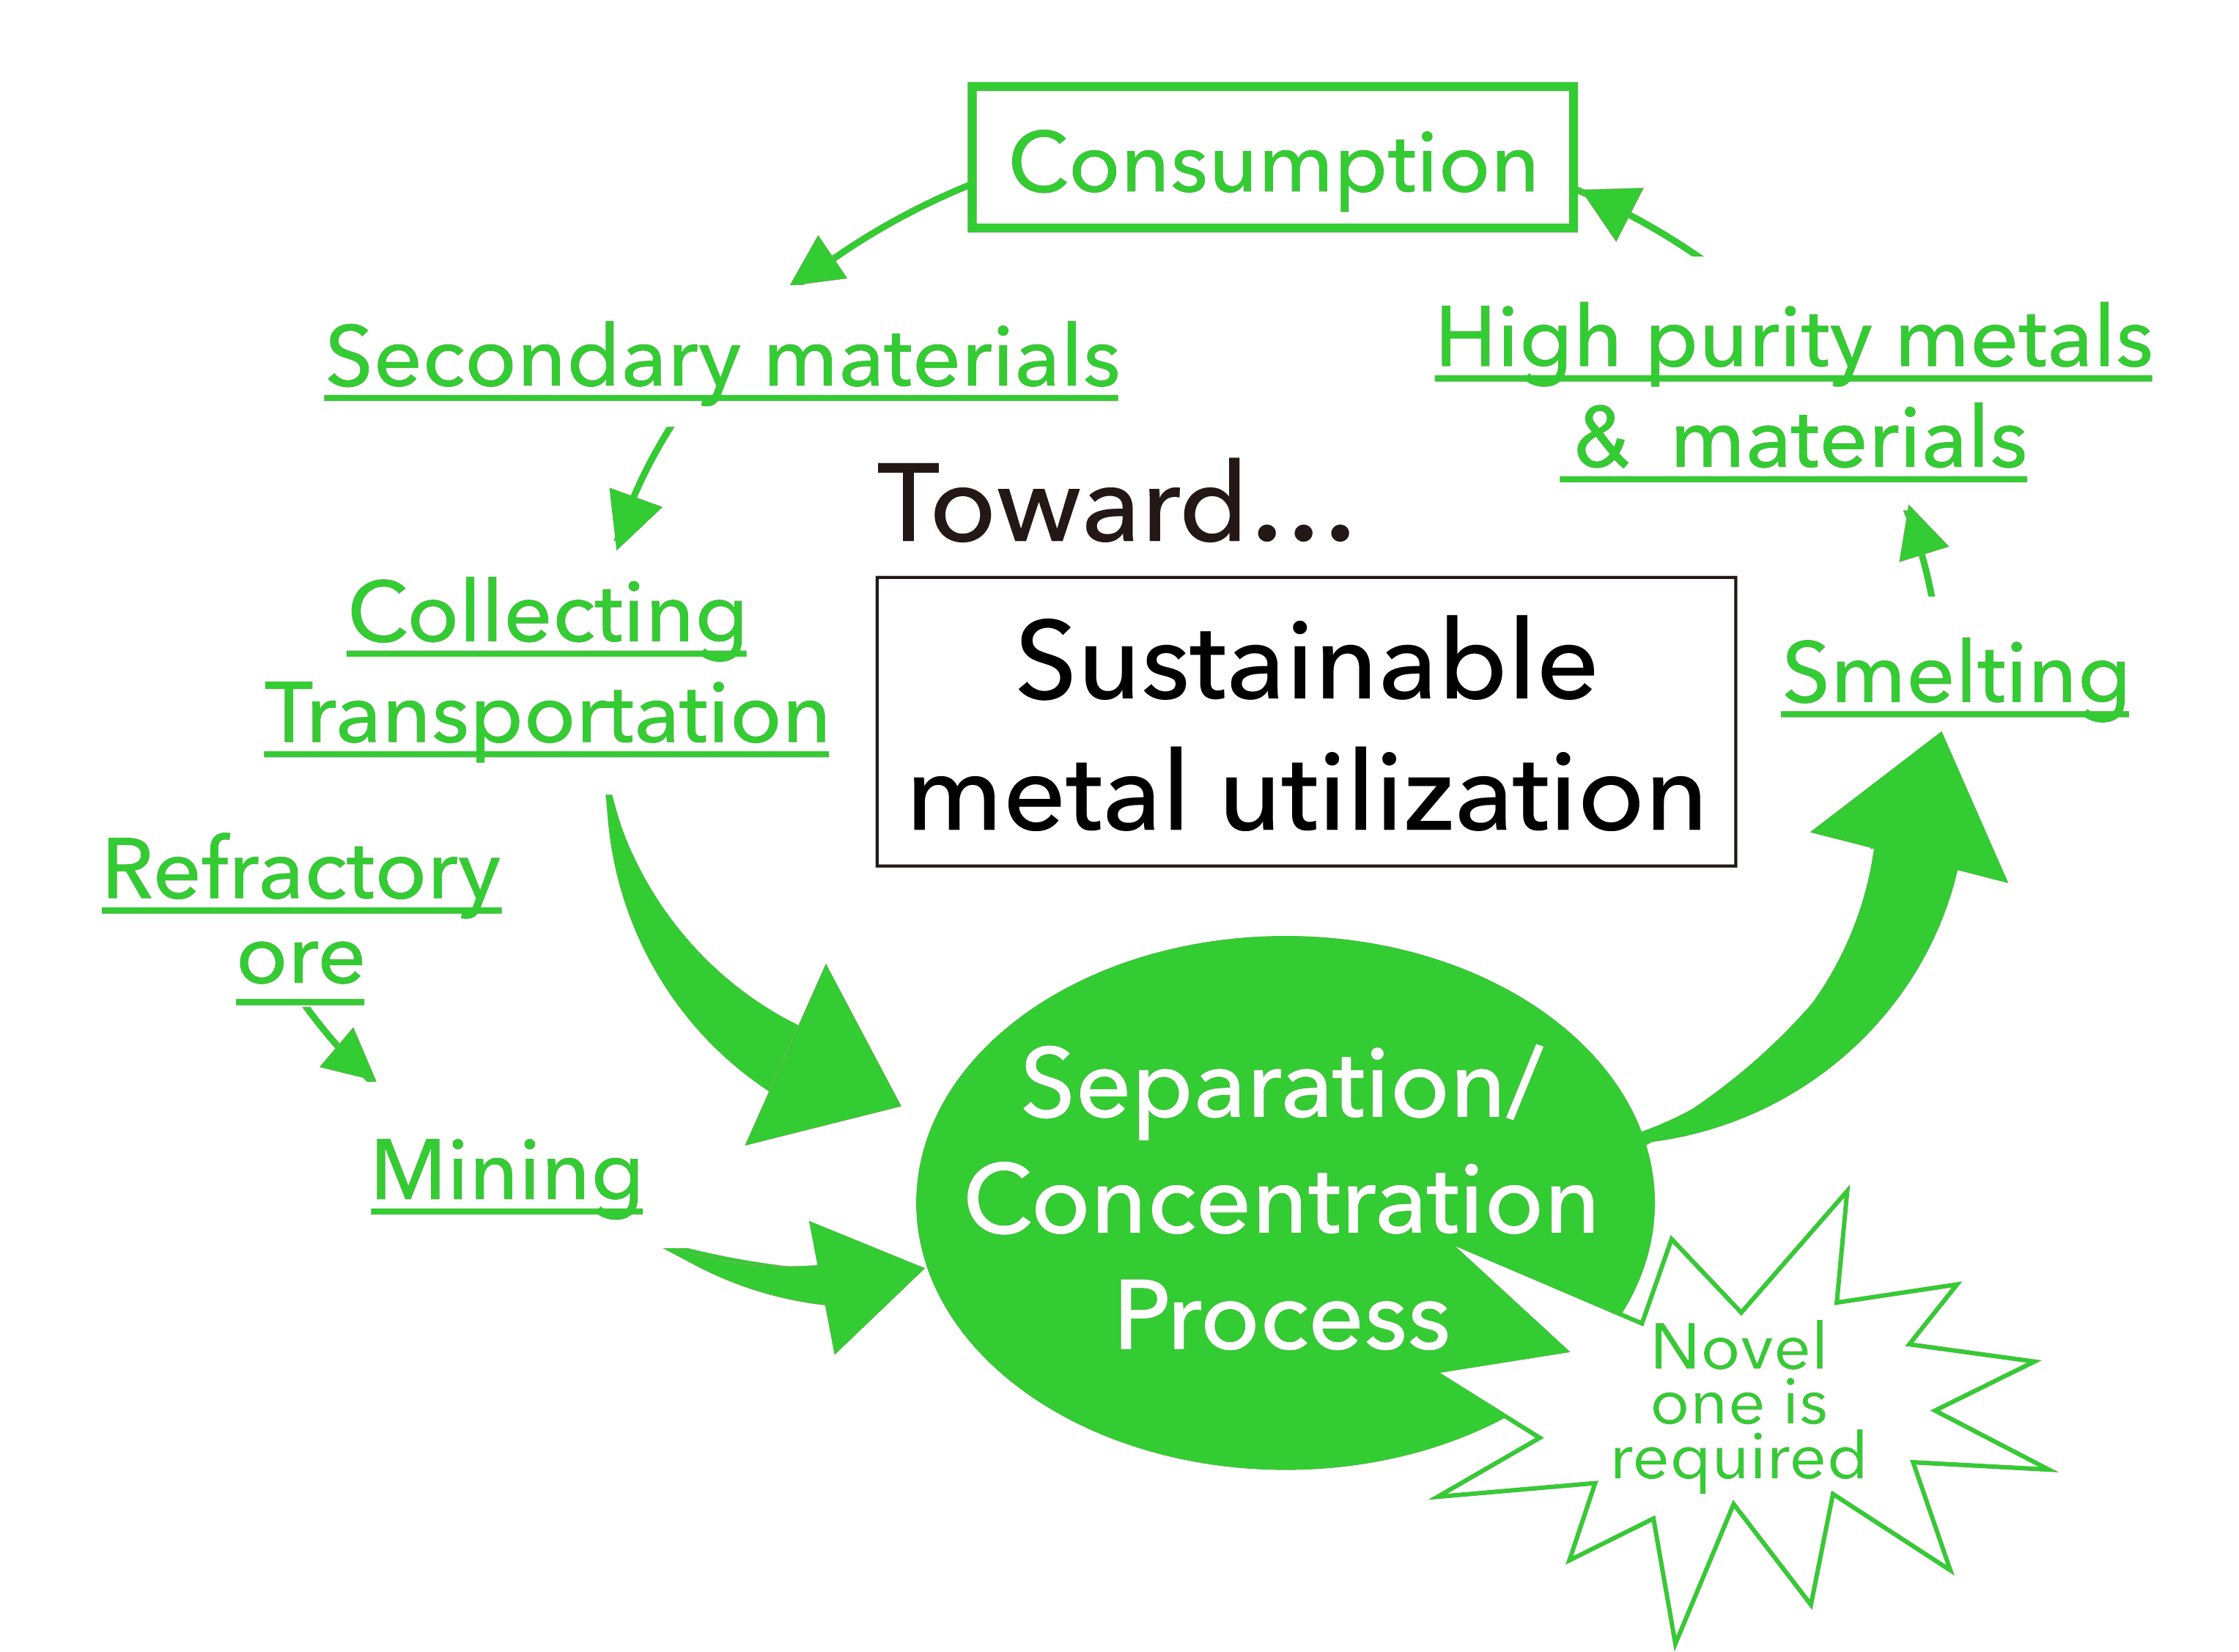 Consumption
Secondary materials
High purity metals
& materials
Toward...
Collecting
Transportation
Sustainable
metal utilization
Smelting
Refractory
ore
Mining
Separation/
Concentration
Process
Novel
one is
required